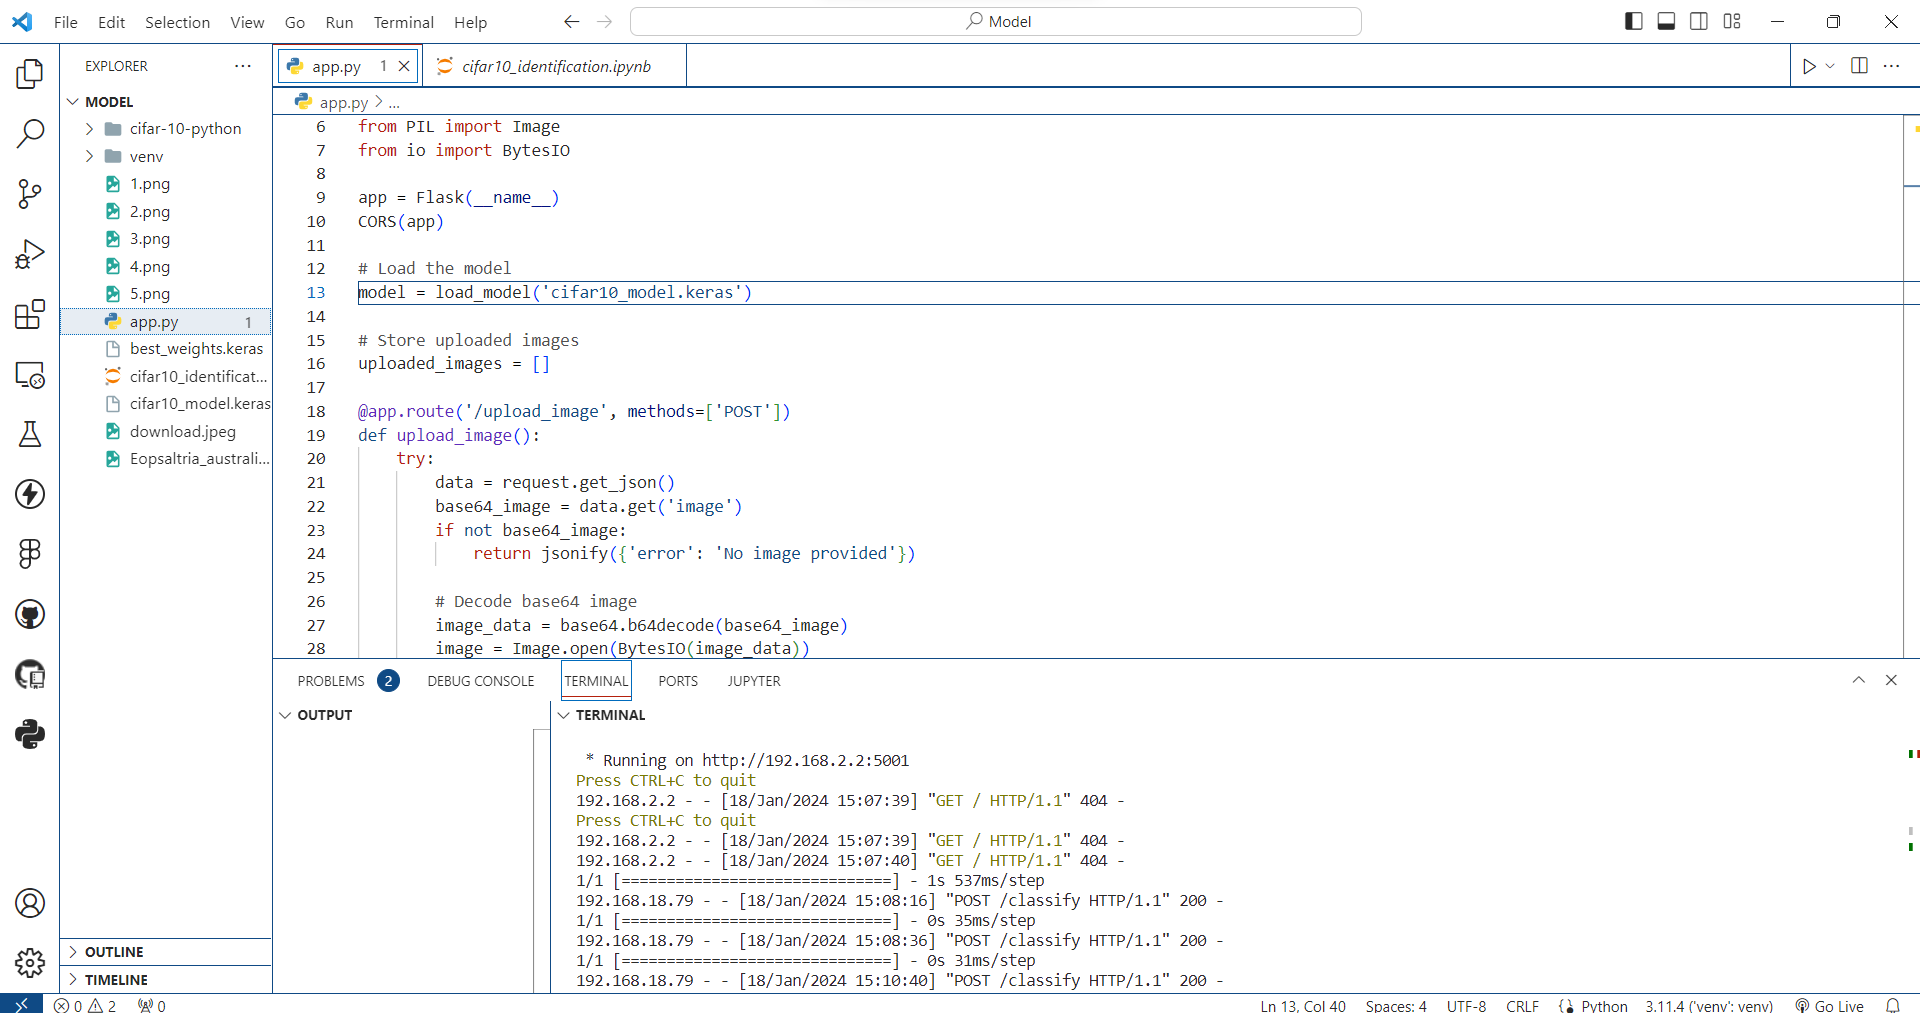 File Edit Selection View Go Run Terminal Help
Model
EXPLORER
app.py 1
cifar10_identification.ipynb
MODEL
cifar-10-python
venv
1.png
2.png
3.png
4.png
5.png
app.py 1
best_weights.keras
cifar10_identificat...
cifar10_model.keras
download.jpeg
Eopsaltria_australi...
OUTLINE
TIMELINE
app.py > ...
6 from PIL import Image
7 from io import BytesIO
8
9 app = Flask(__name__)
10 CORS(app)
11
12 # Load the model
13 model = load_model('cifar10_model.keras')
14
15 # Store uploaded images
16 uploaded_images = []
17
18 @app.route('/upload_image', methods=['POST'])
19 def upload_image():
20 try:
21 data = request.get_json()
22 base64_image = data.get('image')
23 if not base64_image:
24 return jsonify({'error': 'No image provided'})
25
26 # Decode base64 image
27 image_data = base64.b64decode(base64_image)
28 image = Image.open(BytesIO(image_data))
PROBLEMS 2 DEBUG CONSOLE TERMINAL PORTS JUPYTER
OUTPUT
TERMINAL
* Running on http://192.168.2.2:5001
Press CTRL+C to quit
192.168.2.2 - - [18/Jan/2024 15:07:39] "GET / HTTP/1.1" 404 -
Press CTRL+C to quit
192.168.2.2 - - [18/Jan/2024 15:07:39] "GET / HTTP/1.1" 404 -
192.168.2.2 - - [18/Jan/2024 15:07:40] "GET / HTTP/1.1" 404 -
1/1 [==============================] - 1s 537ms/step
192.168.18.79 - - [18/Jan/2024 15:08:16] "POST /classify HTTP/1.1" 200 -
1/1 [==============================] - 0s 35ms/step
192.168.18.79 - - [18/Jan/2024 15:08:36] "POST /classify HTTP/1.1" 200 -
1/1 [==============================] - 0s 31ms/step
192.168.18.79 - - [18/Jan/2024 15:10:40] "POST /classify HTTP/1.1" 200 -
0 2 0 Ln 13, Col 40 Spaces: 4 UTF-8 CRLF Python 3.11.4 ('venv': venv) Go Live